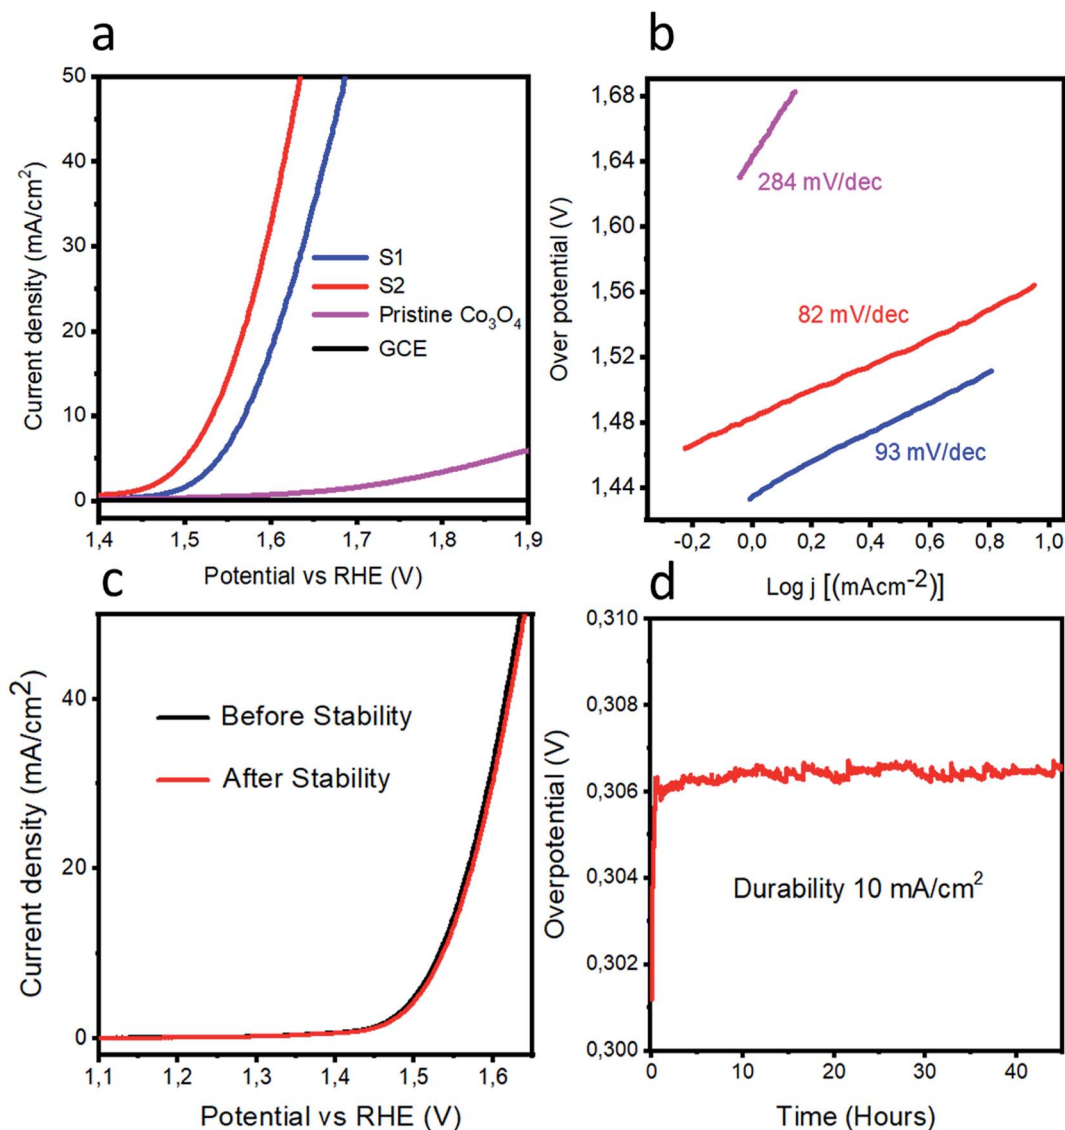 a
50
40
30
20
10
0
1,4
1,5
1,6
1,7
1,8
1,9
Current density (mA/cm²)
Potential vs RHE (V)
S1
S2
Pristine Co₃O₄
GCE
b
1,68
1,64
1,60
1,56
1,52
1,48
1,44
-0,2
0,0
0,2
0,4
0,6
0,8
1,0
Over potential (V)
Log j [(mAcm⁻²)]
284 mV/dec
82 mV/dec
93 mV/dec
c
40
20
0
1,1
1,2
1,3
1,4
1,5
1,6
Current density (mA/cm²)
Potential vs RHE (V)
Before Stability
After Stability
d
0,310
0,308
0,306
0,304
0,302
0,300
0
10
20
30
40
Overpotential (V)
Time (Hours)
Durability 10 mA/cm²